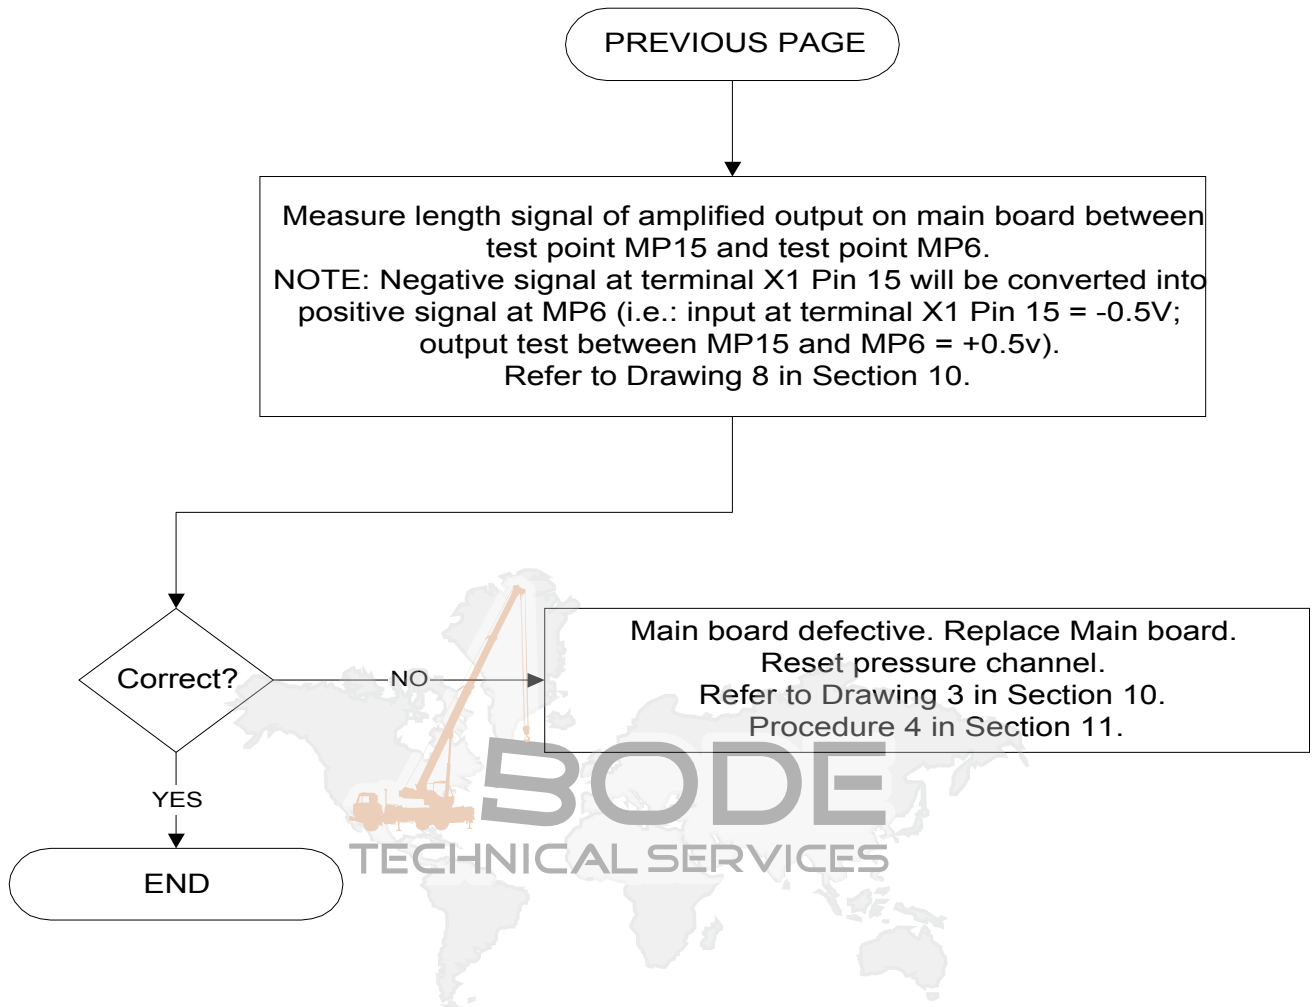 PREVIOUS PAGE
Measure length signal of amplified output on main board between
test point MP15 and test point MP6.
NOTE: Negative signal at terminal X1 Pin 15 will be converted into
positive signal at MP6 (i.e.: input at terminal X1 Pin 15 = -0.5V;
output test between MP15 and MP6 = +0.5v).
Refer to Drawing 8 in Section 10.
Correct?
NO
Main board defective. Replace Main board.
Reset pressure channel.
Refer to Drawing 3 in Section 10.
Procedure 4 in Section 11.
YES
END
BODE
TECHNICAL SERVICES